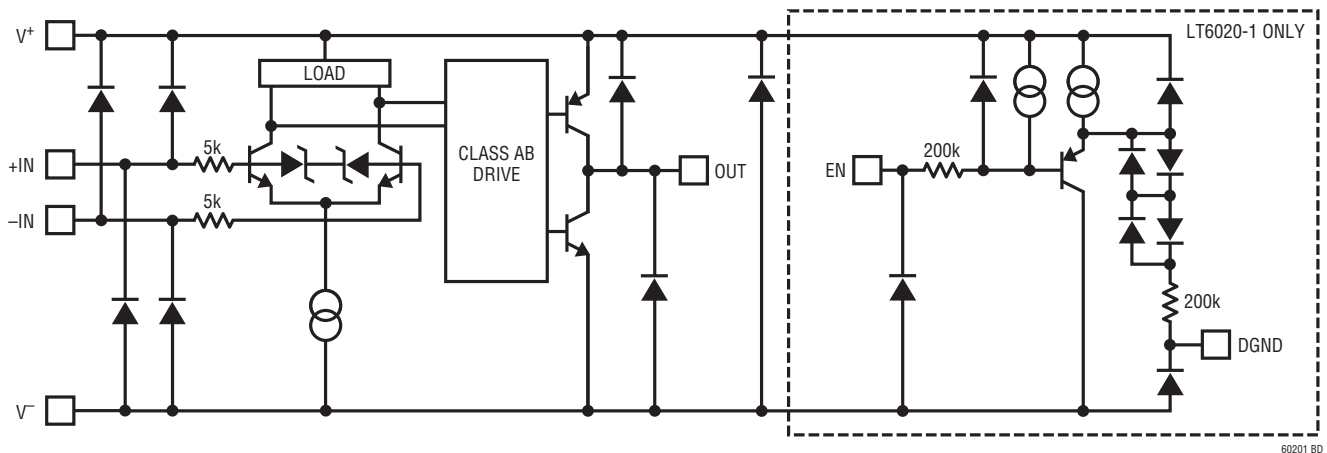 V+
LT6020-1 ONLY
LOAD
+IN
5k
CLASS AB
DRIVE
OUT
EN
200k
–IN
5k
200k
DGND
V–
60201 BD